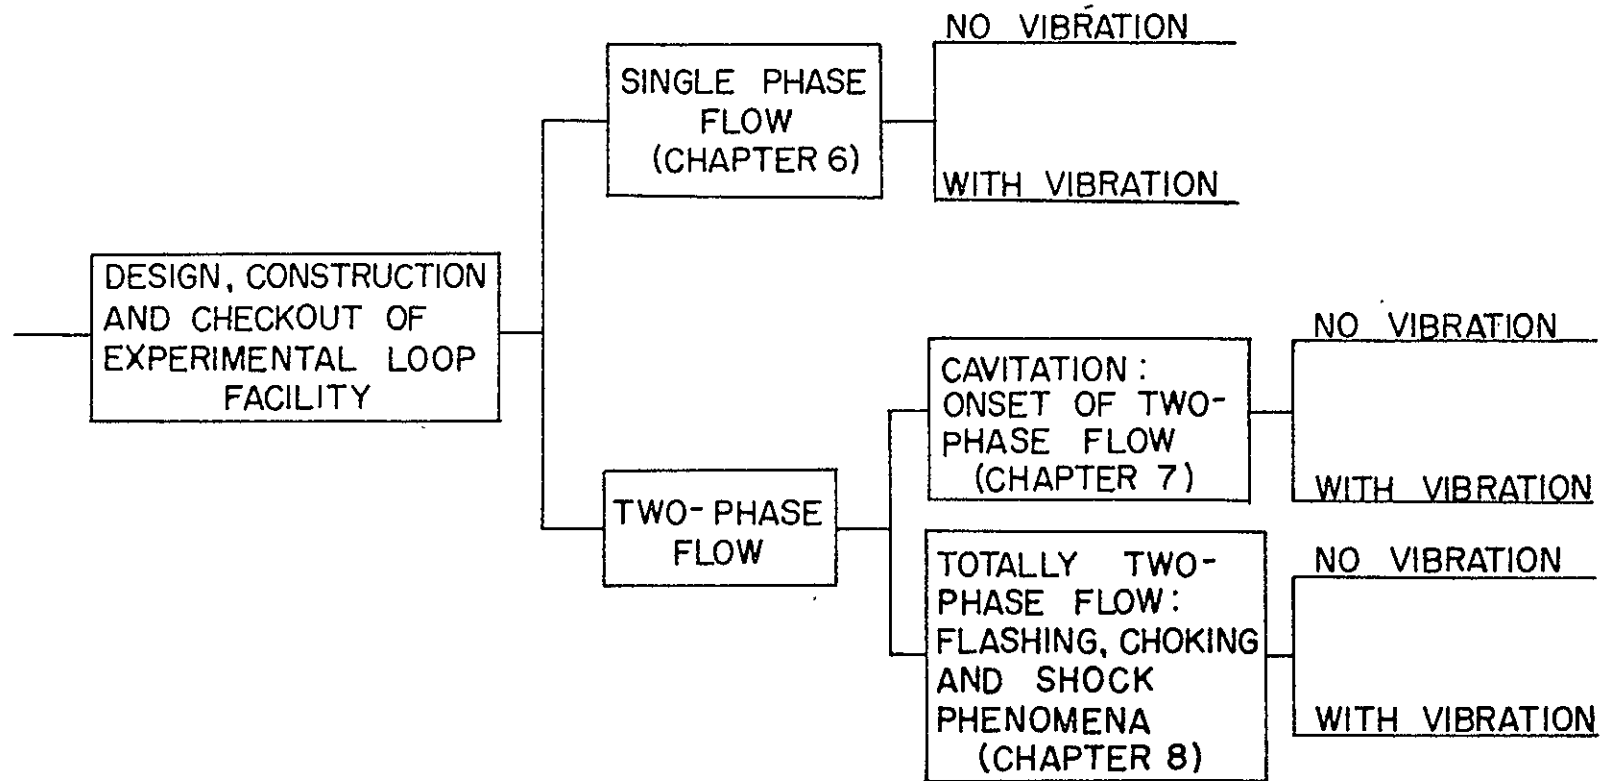 NO VIBRATION
SINGLE PHASE
FLOW
(CHAPTER 6)
WITH VIBRATION
DESIGN, CONSTRUCTION
AND CHECKOUT OF
EXPERIMENTAL LOOP
FACILITY
NO VIBRATION
CAVITATION:
ONSET OF TWO-
PHASE FLOW
(CHAPTER 7)
WITH VIBRATION
TWO-PHASE
FLOW
NO VIBRATION
TOTALLY TWO-
PHASE FLOW:
FLASHING, CHOKING
AND SHOCK
PHENOMENA
(CHAPTER 8)
WITH VIBRATION